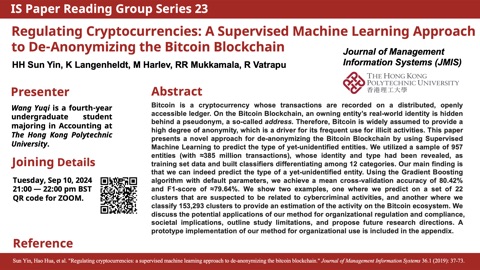 IS Paper Reading Group Series 23
Regulating Cryptocurrencies: A Supervised Machine Learning Approach
to De-Anonymizing the Bitcoin Blockchain
HH Sun Yin, K Langenheldt, M Harlev, RR Mukkamala, R Vatrapu
Journal of Management
Information Systems (JMIS)
THE HONG KONG
POLYTECHNIC UNIVERSITY
香港理工大學
Presenter
Wang Yuqi is a fourth-year
undergraduate student
majoring in Accounting at
The Hong Kong Polytechnic
University.
Joining Details
Tuesday, Sep 10, 2024
21:00 — 22:00 pm BST
QR code for ZOOM.
Abstract
Bitcoin is a cryptocurrency whose transactions are recorded on a distributed, openly
accessible ledger. On the Bitcoin Blockchain, an owning entity's real-world identity is hidden
behind a pseudonym, a so-called address. Therefore, Bitcoin is widely assumed to provide a
high degree of anonymity, which is a driver for its frequent use for illicit activities. This paper
presents a novel approach for de-anonymizing the Bitcoin Blockchain by using Supervised
Machine Learning to predict the type of yet-unidentified entities. We utilized a sample of 957
entities (with ≈385 million transactions), whose identity and type had been revealed, as
training set data and built classifiers differentiating among 12 categories. Our main finding is
that we can indeed predict the type of a yet-unidentified entity. Using the Gradient Boosting
algorithm with default parameters, we achieve a mean cross-validation accuracy of 80.42%
and F1-score of ≈79.64%. We show two examples, one where we predict on a set of 22
clusters that are suspected to be related to cybercriminal activities, and another where we
classify 153,293 clusters to provide an estimation of the activity on the Bitcoin ecosystem. We
discuss the potential applications of our method for organizational regulation and compliance,
societal implications, outline study limitations, and propose future research directions. A
prototype implementation of our method for organizational use is included in the appendix.
Reference
Sun Yin, Hao Hua, et al. "Regulating cryptocurrencies: a supervised machine learning approach to de-anonymizing the bitcoin blockchain." Journal of Management Information Systems 36.1 (2019): 37-73.